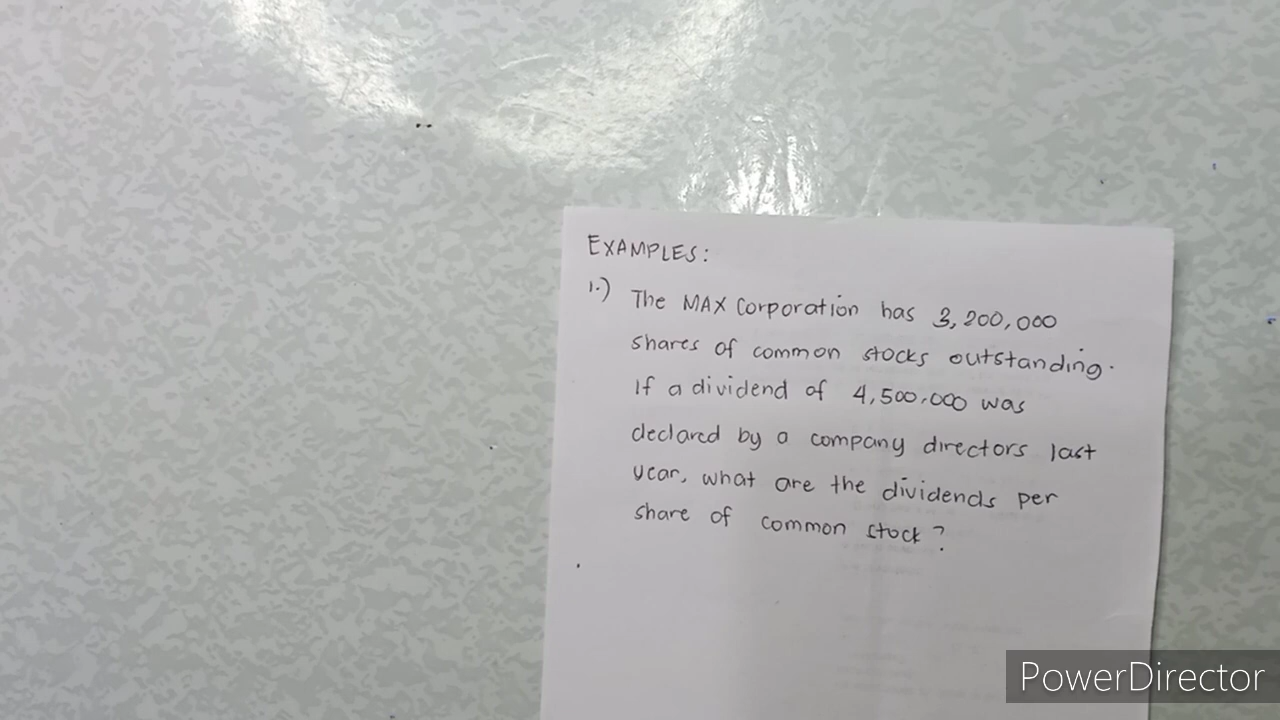 EXAMPLES:
1.) The MAX Corporation has 3,200,000
shares of common stocks outstanding.
If a dividend of 4,500,000 was
declared by a company directors last
year, what are the dividends per
share of common stock?
PowerDirector